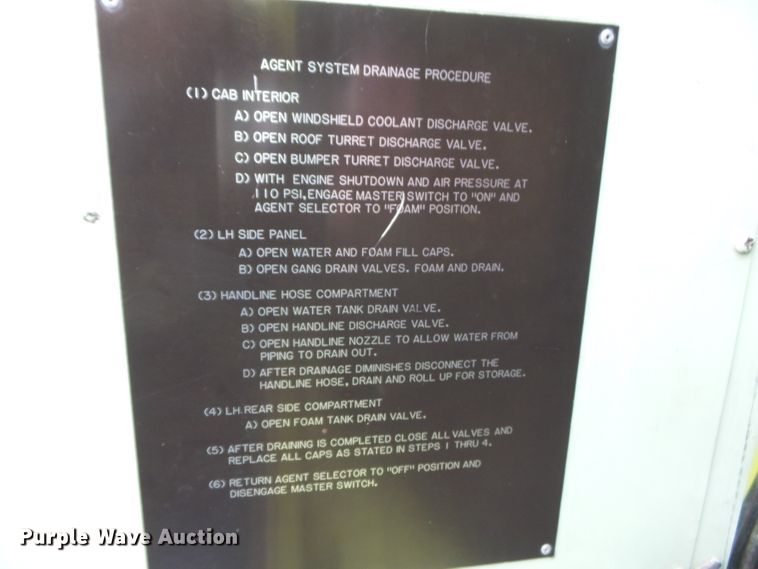 AGENT SYSTEM DRAINAGE PROCEDURE
(1) CAB INTERIOR
A) OPEN WINDSHIELD COOLANT DISCHARGE VALVE.
B) OPEN ROOF TURRET DISCHARGE VALVE.
C) OPEN BUMPER TURRET DISCHARGE VALVE.
D) WITH ENGINE SHUTDOWN AND AIR PRESSURE AT
110 PSI, ENGAGE MASTER SWITCH TO "ON" AND
AGENT SELECTOR TO "FOAM" POSITION.
(2) LH SIDE PANEL
A) OPEN WATER AND FOAM FILL CAPS.
B) OPEN GANG DRAIN VALVES. FOAM AND DRAIN.
(3) HANDLINE HOSE COMPARTMENT
A) OPEN WATER TANK DRAIN VALVE.
B) OPEN HANDLINE DISCHARGE VALVE.
C) OPEN HANDLINE NOZZLE TO ALLOW WATER FROM
PIPING TO DRAIN OUT.
D) AFTER DRAINAGE DIMINISHES DISCONNECT THE
HANDLINE HOSE, DRAIN AND ROLL UP FOR STORAGE.
(4) LH. REAR SIDE COMPARTMENT
A) OPEN FOAM TANK DRAIN VALVE.
(5) AFTER DRAINING IS COMPLETED CLOSE ALL VALVES AND
REPLACE ALL CAPS AS STATED IN STEPS 1 THRU 4.
(6) RETURN AGENT SELECTOR TO "OFF" POSITION AND
DISENGAGE MASTER SWITCH.
Purple Wave Auction